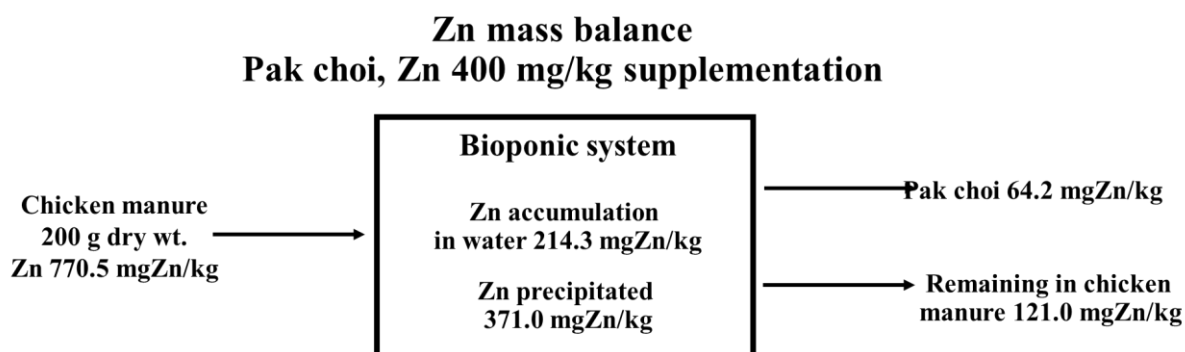 Zn mass balance
Pak choi, Zn 400 mg/kg supplementation
Bioponic system
Chicken manure
200 g dry wt.
Zn 770.5 mgZn/kg
Zn accumulation
in water 214.3 mgZn/kg
Zn precipitated
371.0 mgZn/kg
Pak choi 64.2 mgZn/kg
Remaining in chicken
manure 121.0 mgZn/kg